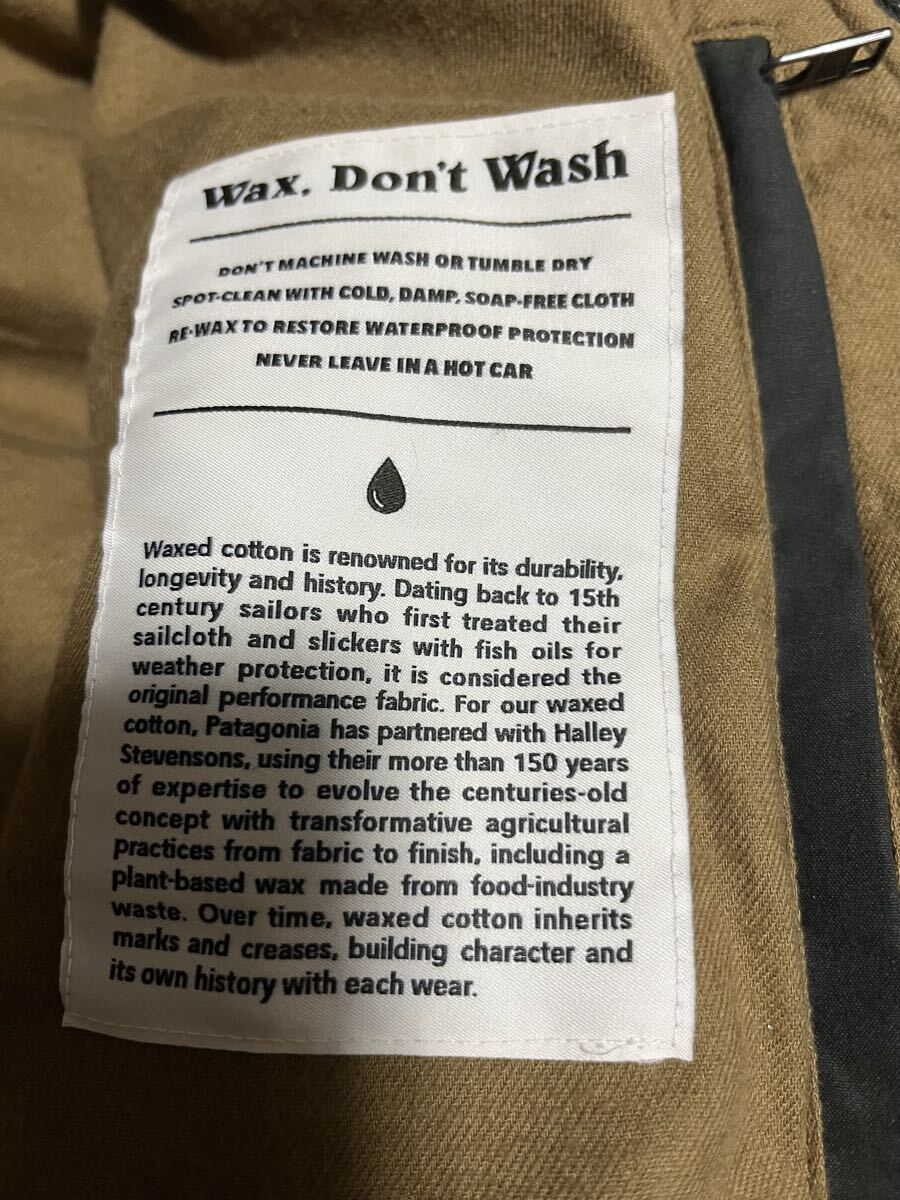 Wax. Don't Wash
DON'T MACHINE WASH OR TUMBLE DRY
SPOT-CLEAN WITH COLD, DAMP, SOAP-FREE CLOTH
RE-WAX TO RESTORE WATERPROOF PROTECTION
NEVER LEAVE IN A HOT CAR
Waxed cotton is renowned for its durability,
longevity and history. Dating back to 15th
century sailors who first treated their
sailcloth and slickers with fish oils for
weather protection, it is considered the
original performance fabric. For our waxed
cotton, Patagonia has partnered with Halley
Stevensons, using their more than 150 years
of expertise to evolve the centuries-old
concept with transformative agricultural
practices from fabric to finish, including a
plant-based wax made from food-industry
waste. Over time, waxed cotton inherits
marks and creases, building character and
its own history with each wear.